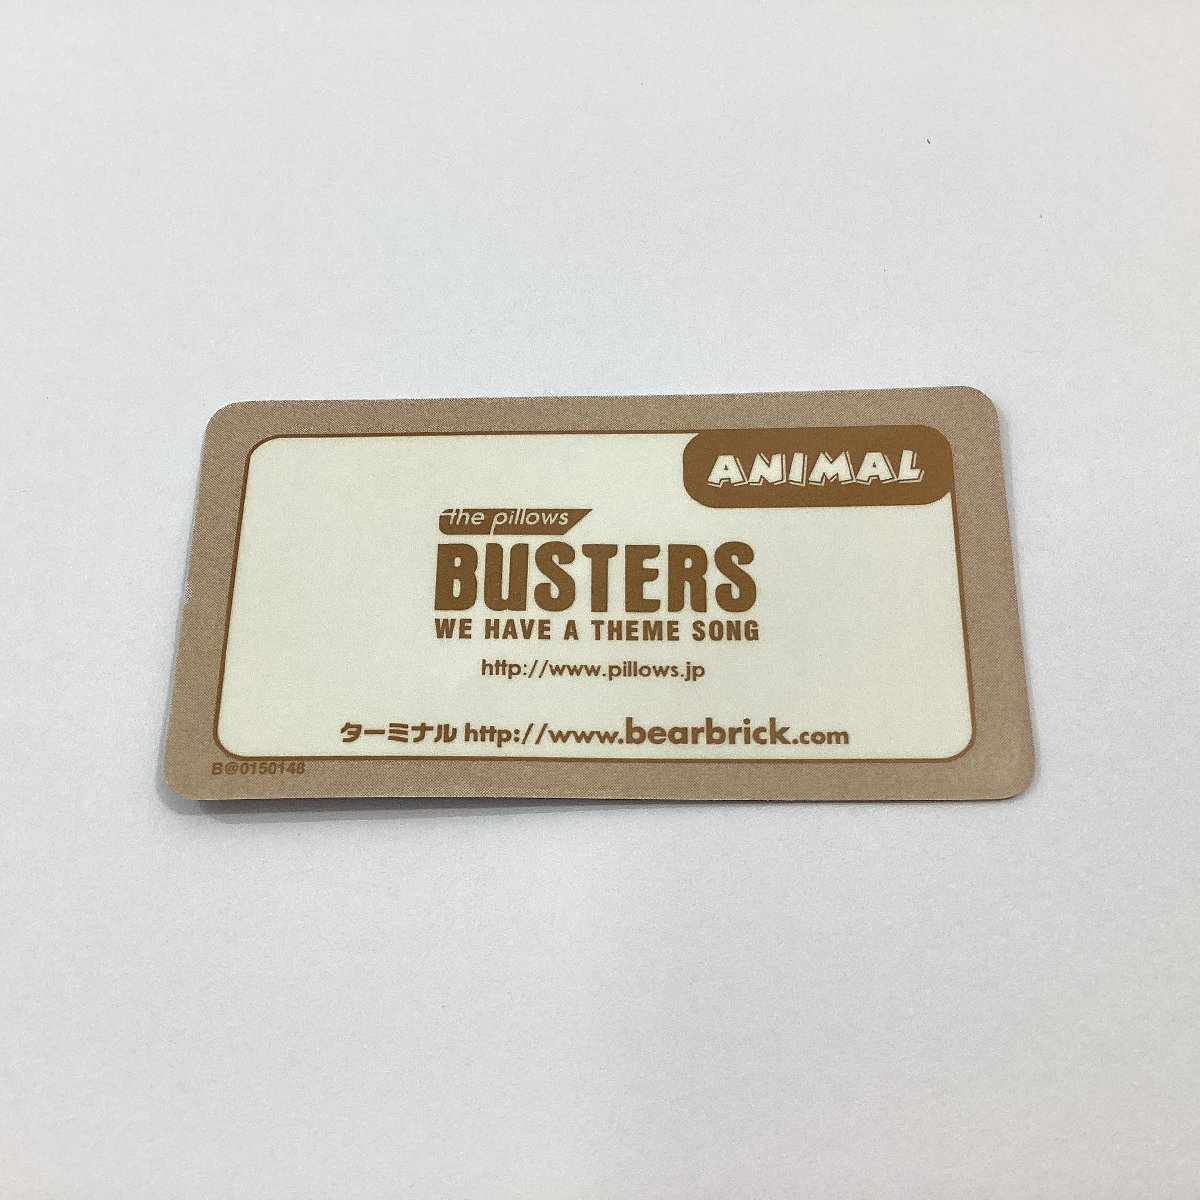 ANIMAL
the pillows
BUSTERS
WE HAVE A THEME SONG
http://www.pillows.jp
ターミナル http://www.bearbrick.com
B@0150148